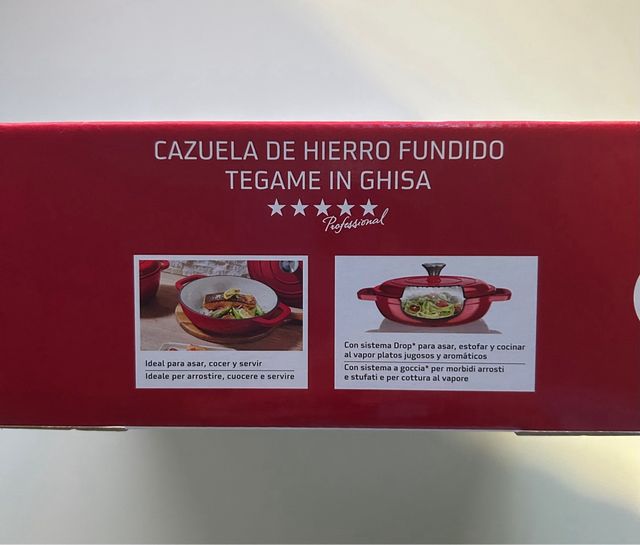 CAZUELA DE HIERRO FUNDIDO
TEGAME IN GHISA
Professional
Ideal para asar, cocer y servir
Ideale per arrostire, cuocere e servire
Con sistema Drop* para asar, estofar y cocinar
al vapor platos jugosos y aromáticos
Con sistema a goccia* per morbidi arrosti
e stufati e per cottura al vapore